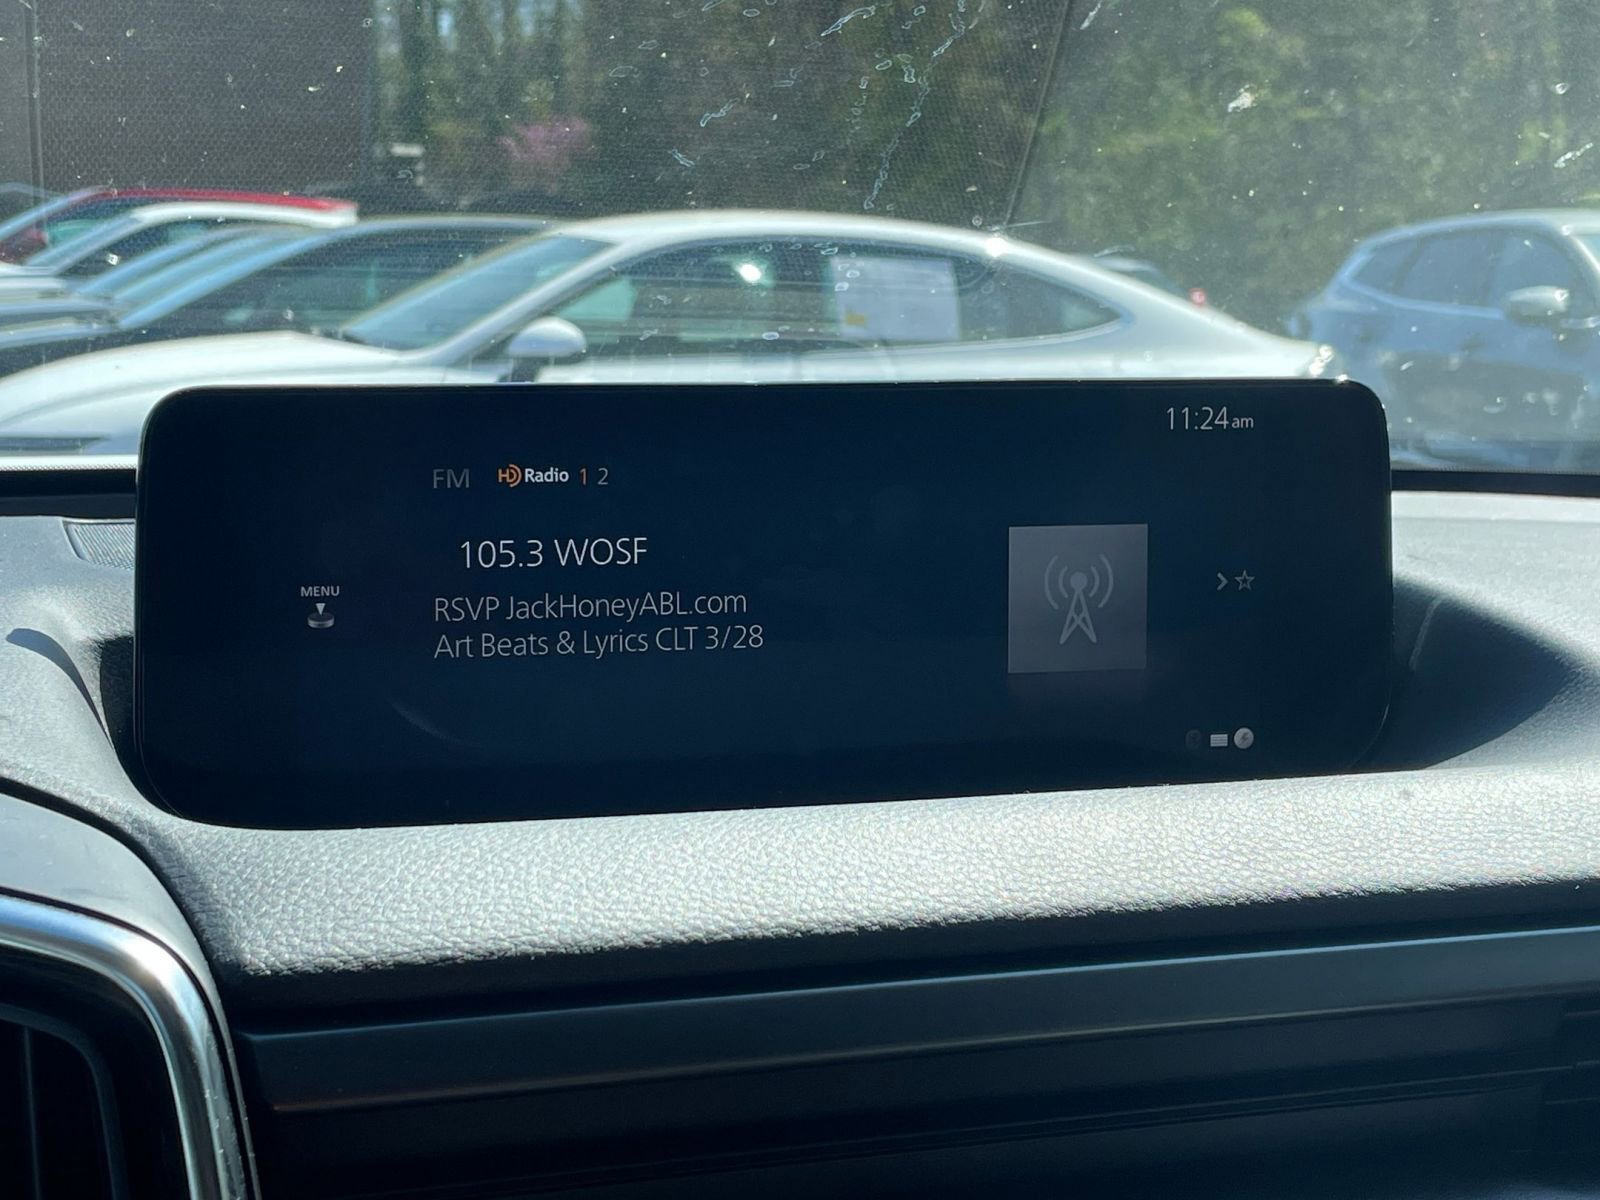 11:24am
FM HD Radio 1 2
105.3 WOSF
MENU
RSVP JackHoneyABL.com
Art Beats & Lyrics CLT 3/28